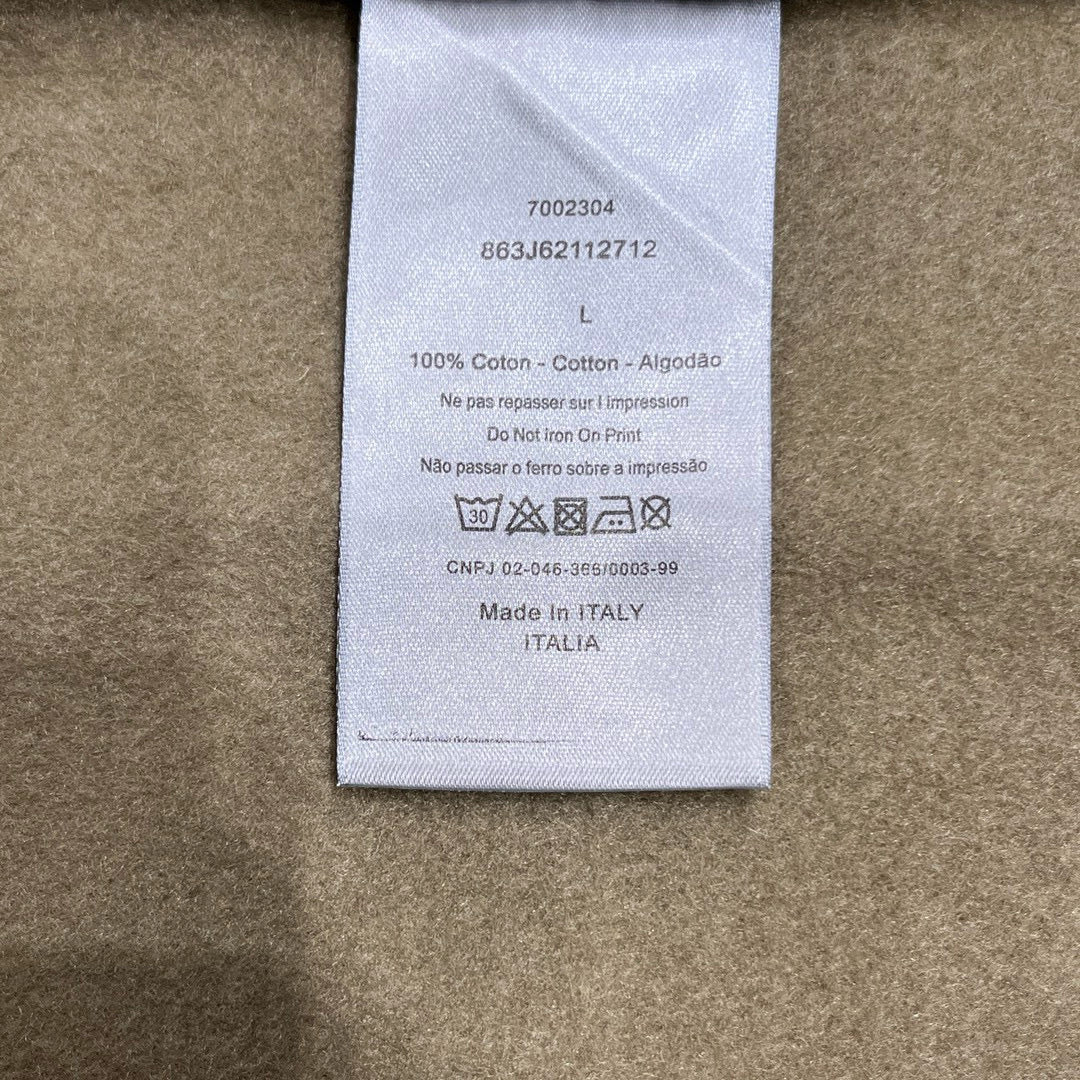 7002304
863J62112712
L
100% Coton - Cotton - Algodão
Ne pas repasser sur l impression
Do Not Iron On Print
Não passar o ferro sobre a impressão
30
CNPJ 02-046-366/0003-99
Made In ITALY
ITALIA